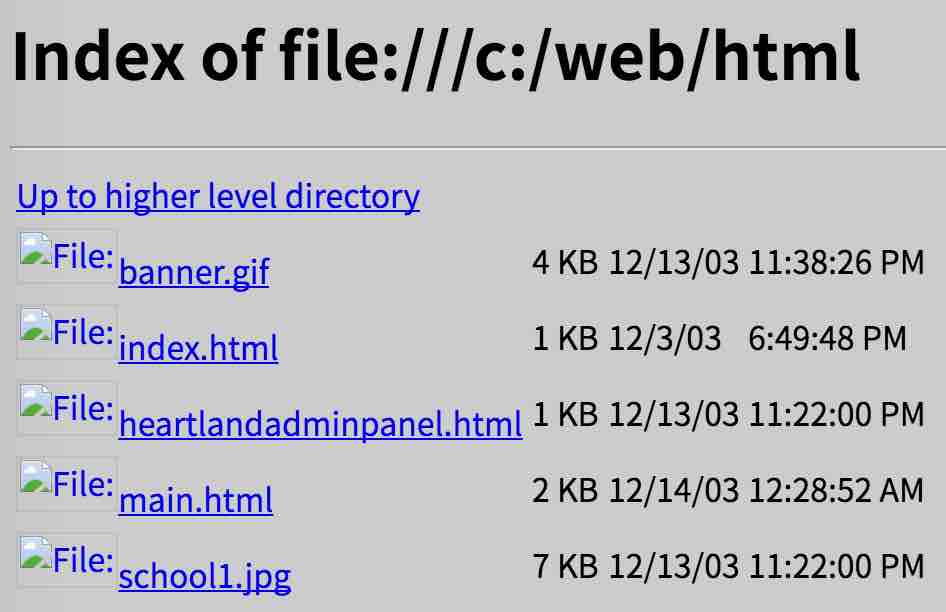 Index of file:///c:/web/html
Up to higher level directory
File: banner.gif 4 KB 12/13/03 11:38:26 PM
File: index.html 1 KB 12/3/03 6:49:48 PM
File: heartlandadminpanel.html 1 KB 12/13/03 11:22:00 PM
File: main.html 2 KB 12/14/03 12:28:52 AM
File: school1.jpg 7 KB 12/13/03 11:22:00 PM